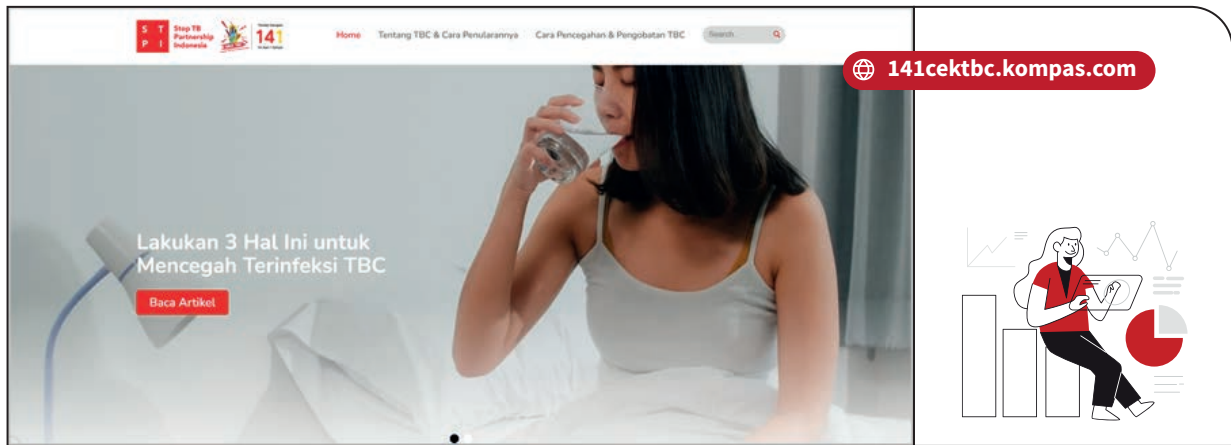 S T
P I
Stop TB
Partnership
Indonesia
141
Home
Tentang TBC & Cara Penularannya
Cara Pencegahan & Pengobatan TBC
Search
141cektbc.kompas.com
Lakukan 3 Hal Ini untuk
Mencegah Terinfeksi TBC
Baca Artikel